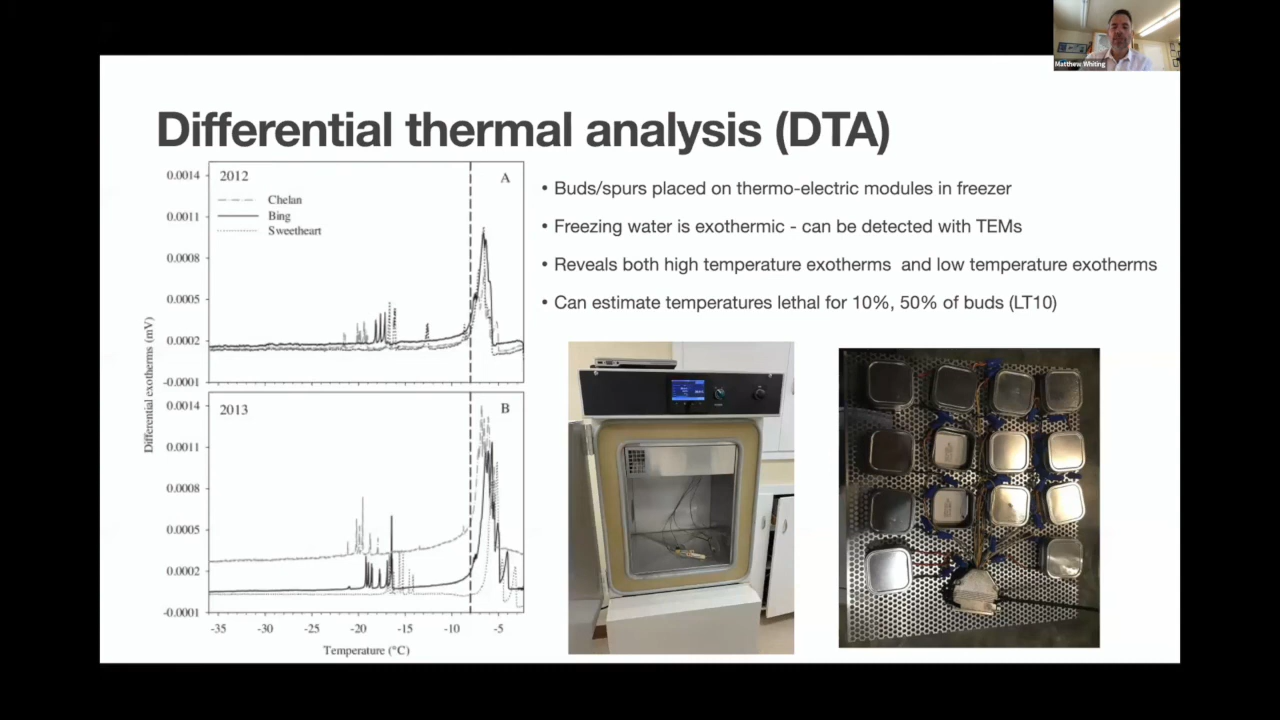 Matthew Whiting
Differential thermal analysis (DTA)
Differential exotherms (mV)
0.0014
0.0011
0.0008
0.0005
0.0002
-0.0001
2012
A
Chelan
Bing
Sweetheart
0.0014
0.0011
0.0008
0.0005
0.0002
-0.0001
2013
B
-35 -30 -25 -20 -15 -10 -5
Temperature (°C)
• Buds/spurs placed on thermo-electric modules in freezer
• Freezing water is exothermic - can be detected with TEMs
• Reveals both high temperature exotherms and low temperature exotherms
• Can estimate temperatures lethal for 10%, 50% of buds (LT10)